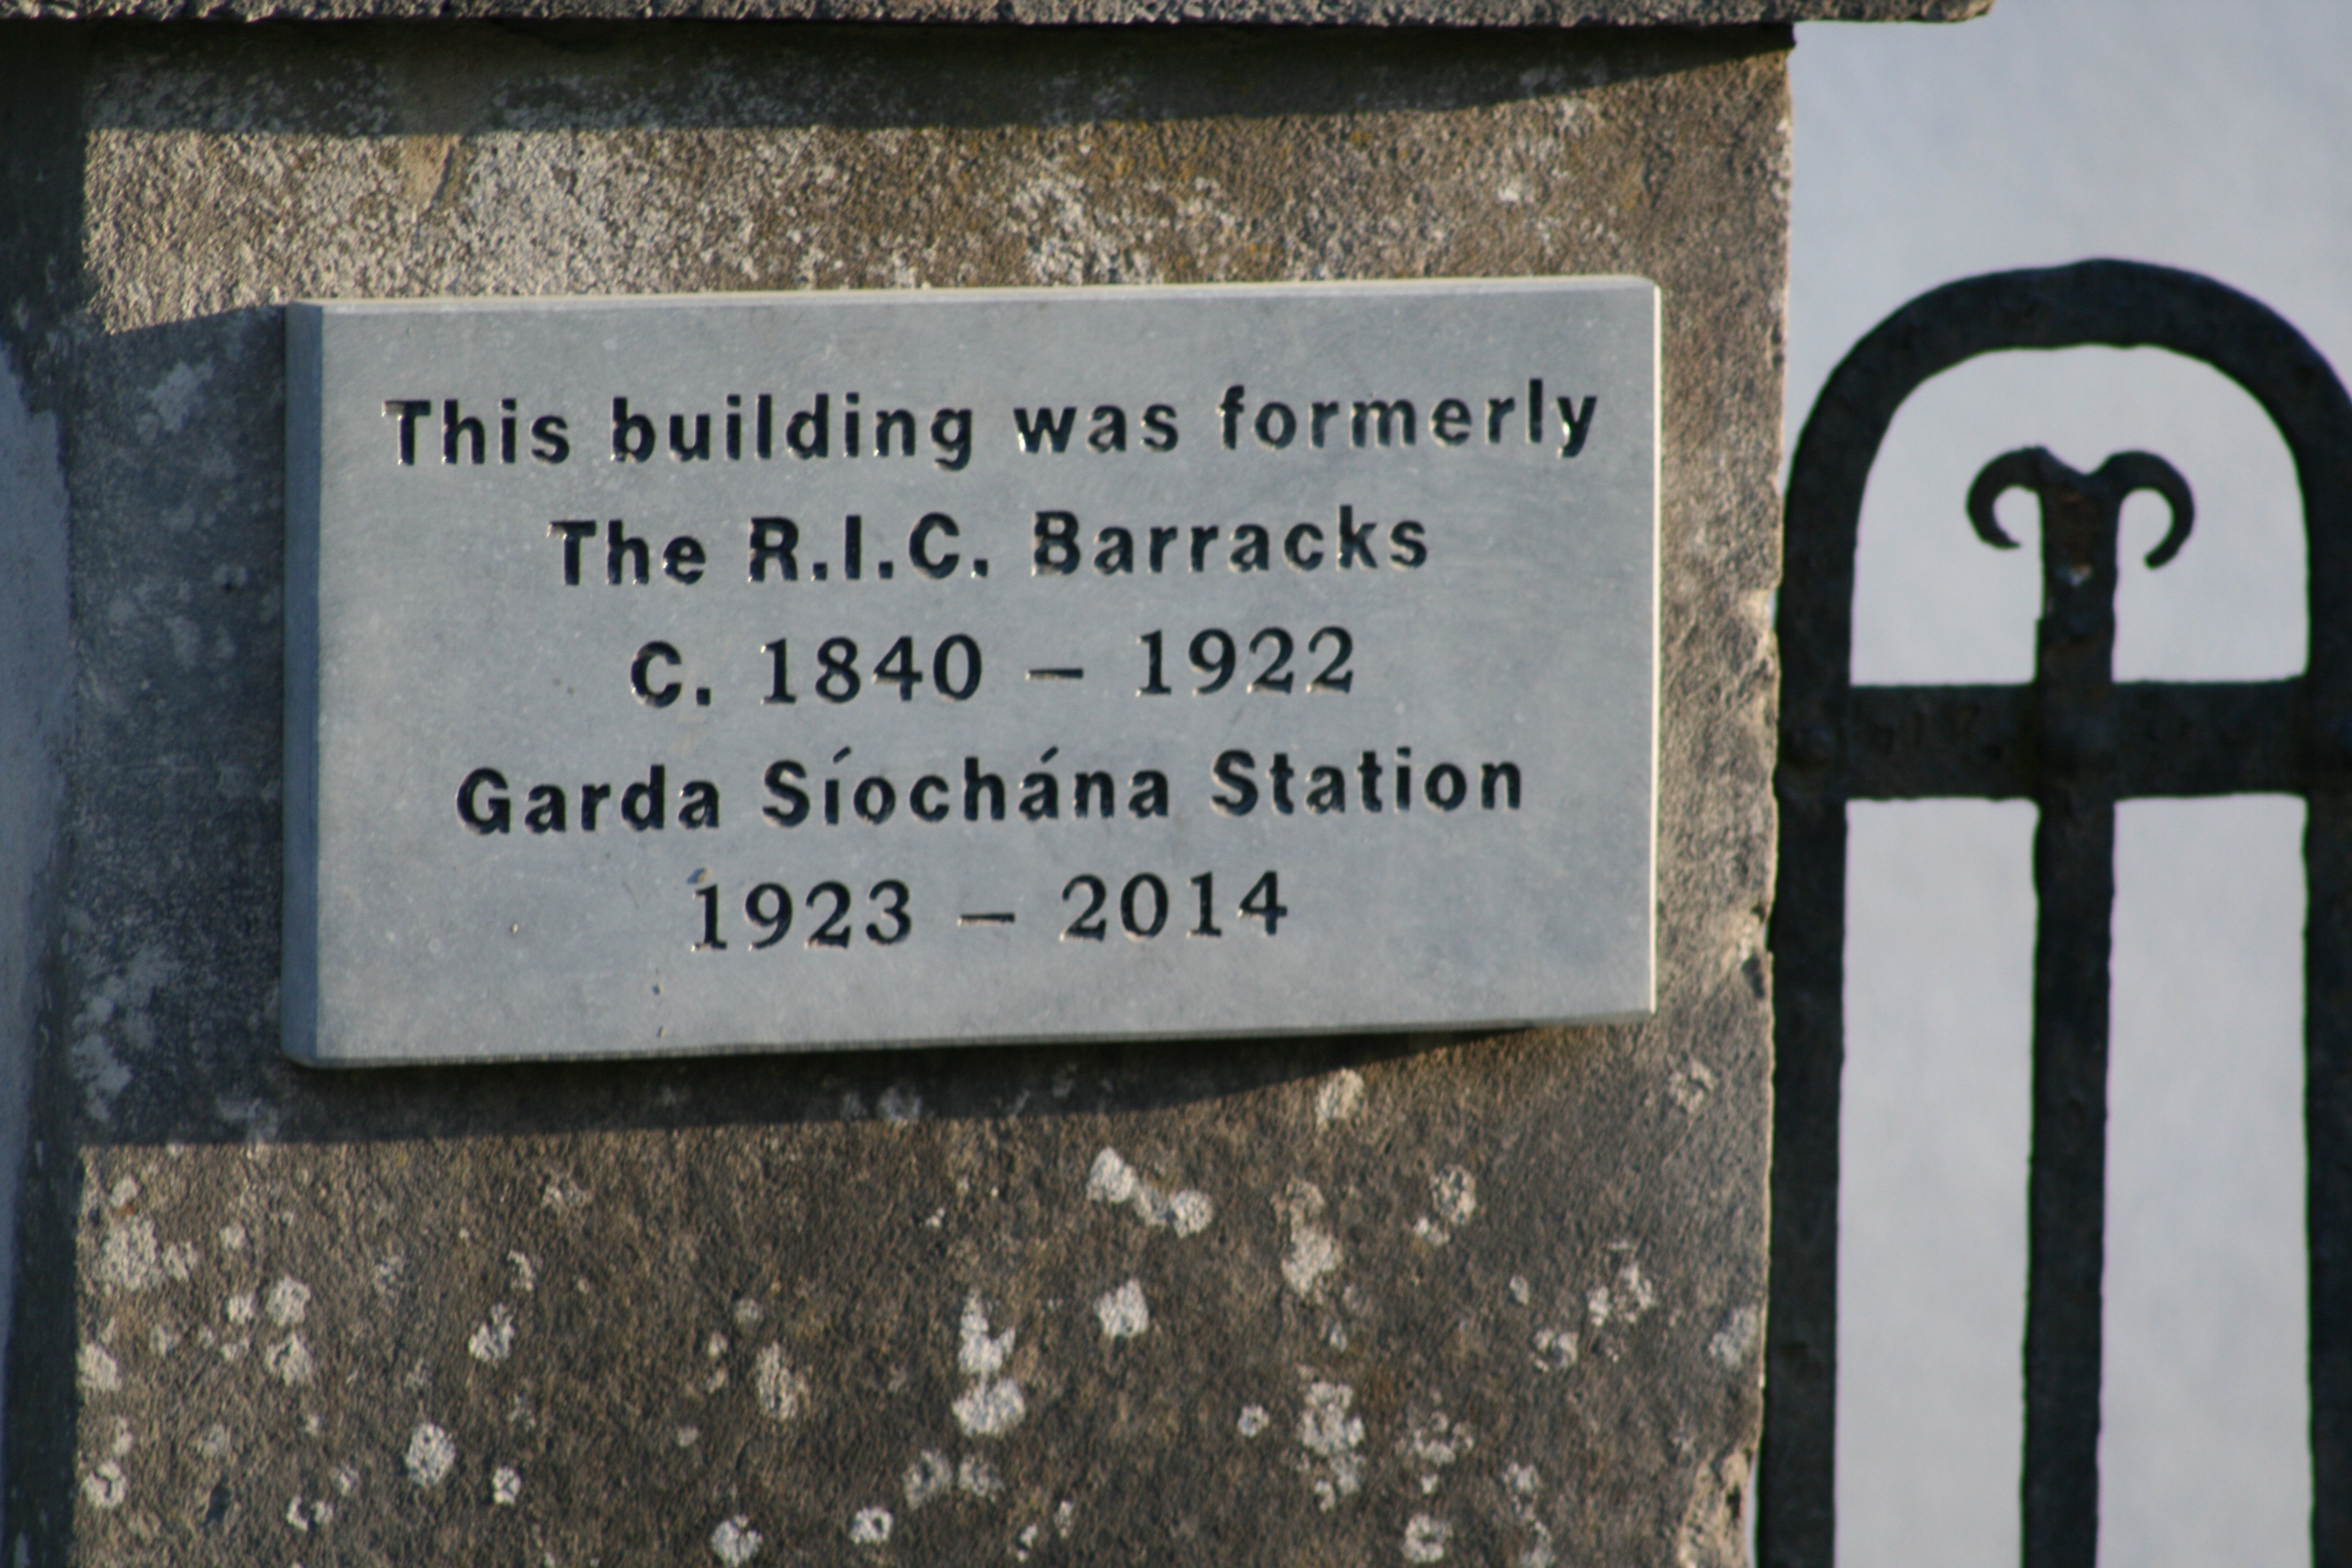 This building was formerly
The R.I.C. Barracks
C. 1840 – 1922
Garda Síochána Station
1923 – 2014